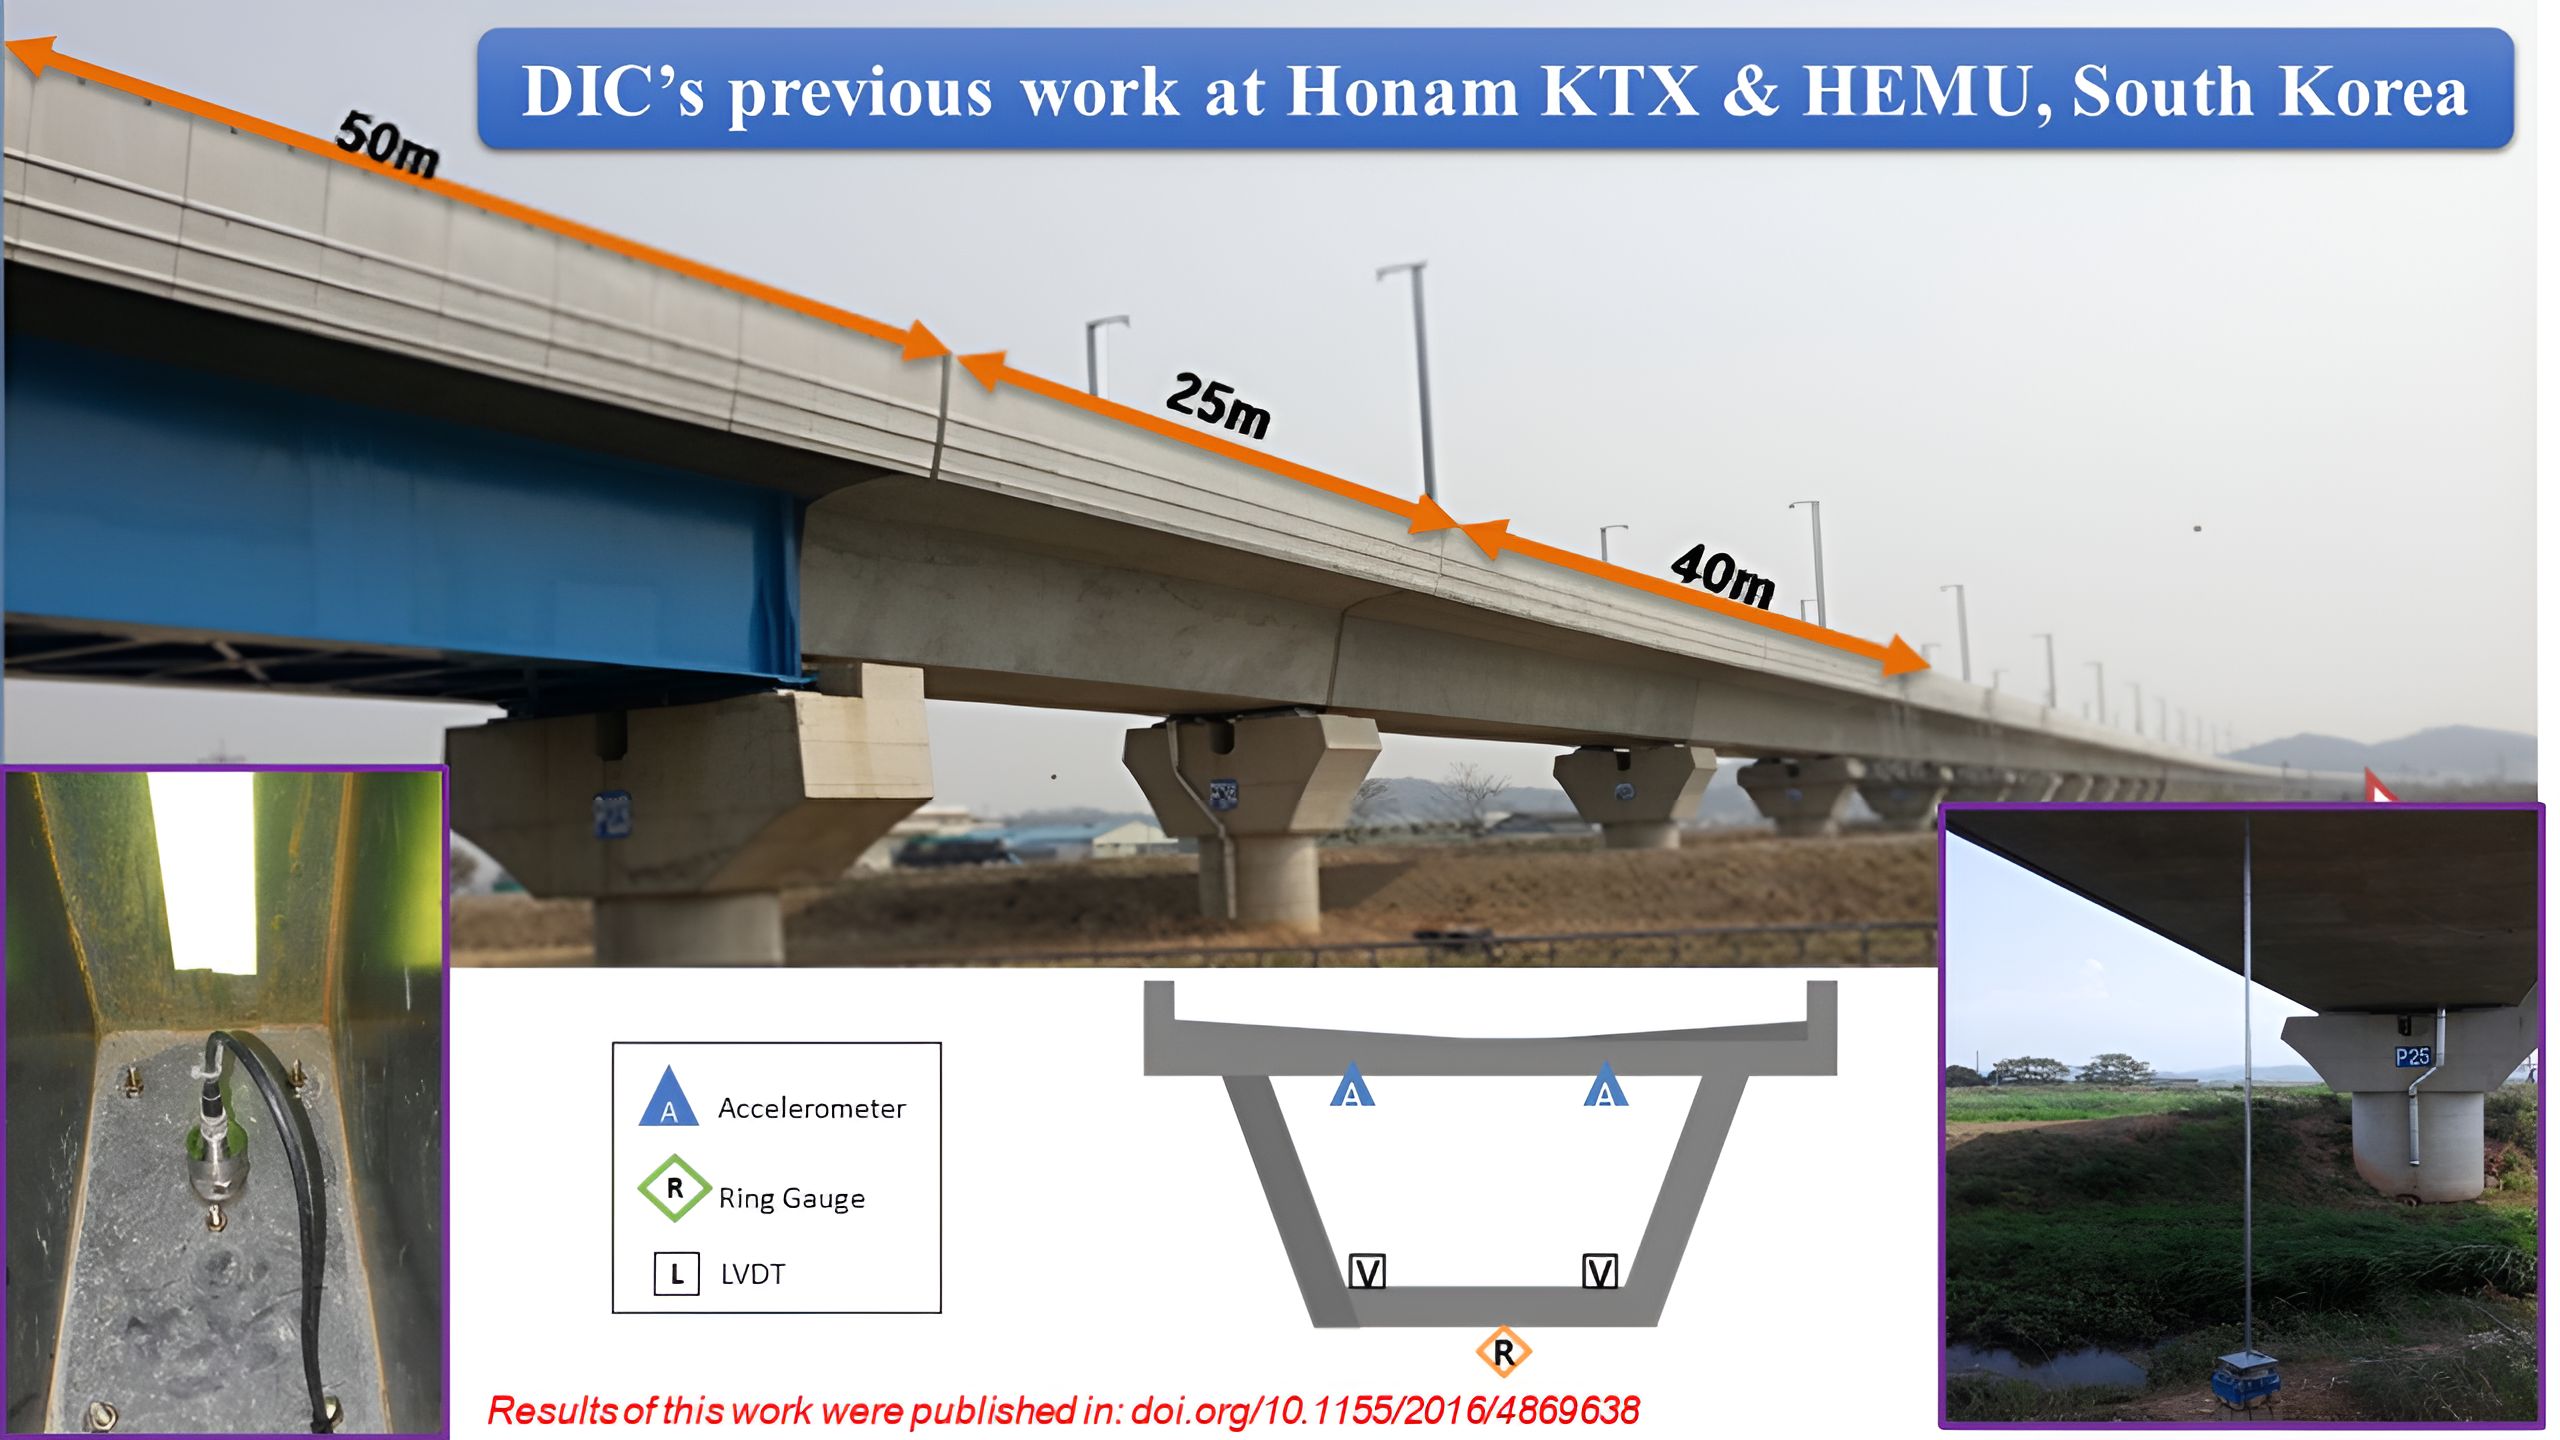 DIC's previous work at Honam KTX & HEMU, South Korea
50m
25m
40m
P25
A Accelerometer
R Ring Gauge
L LVDT
A A
V V
R
Results of this work were published in: doi.org/10.1155/2016/4869638